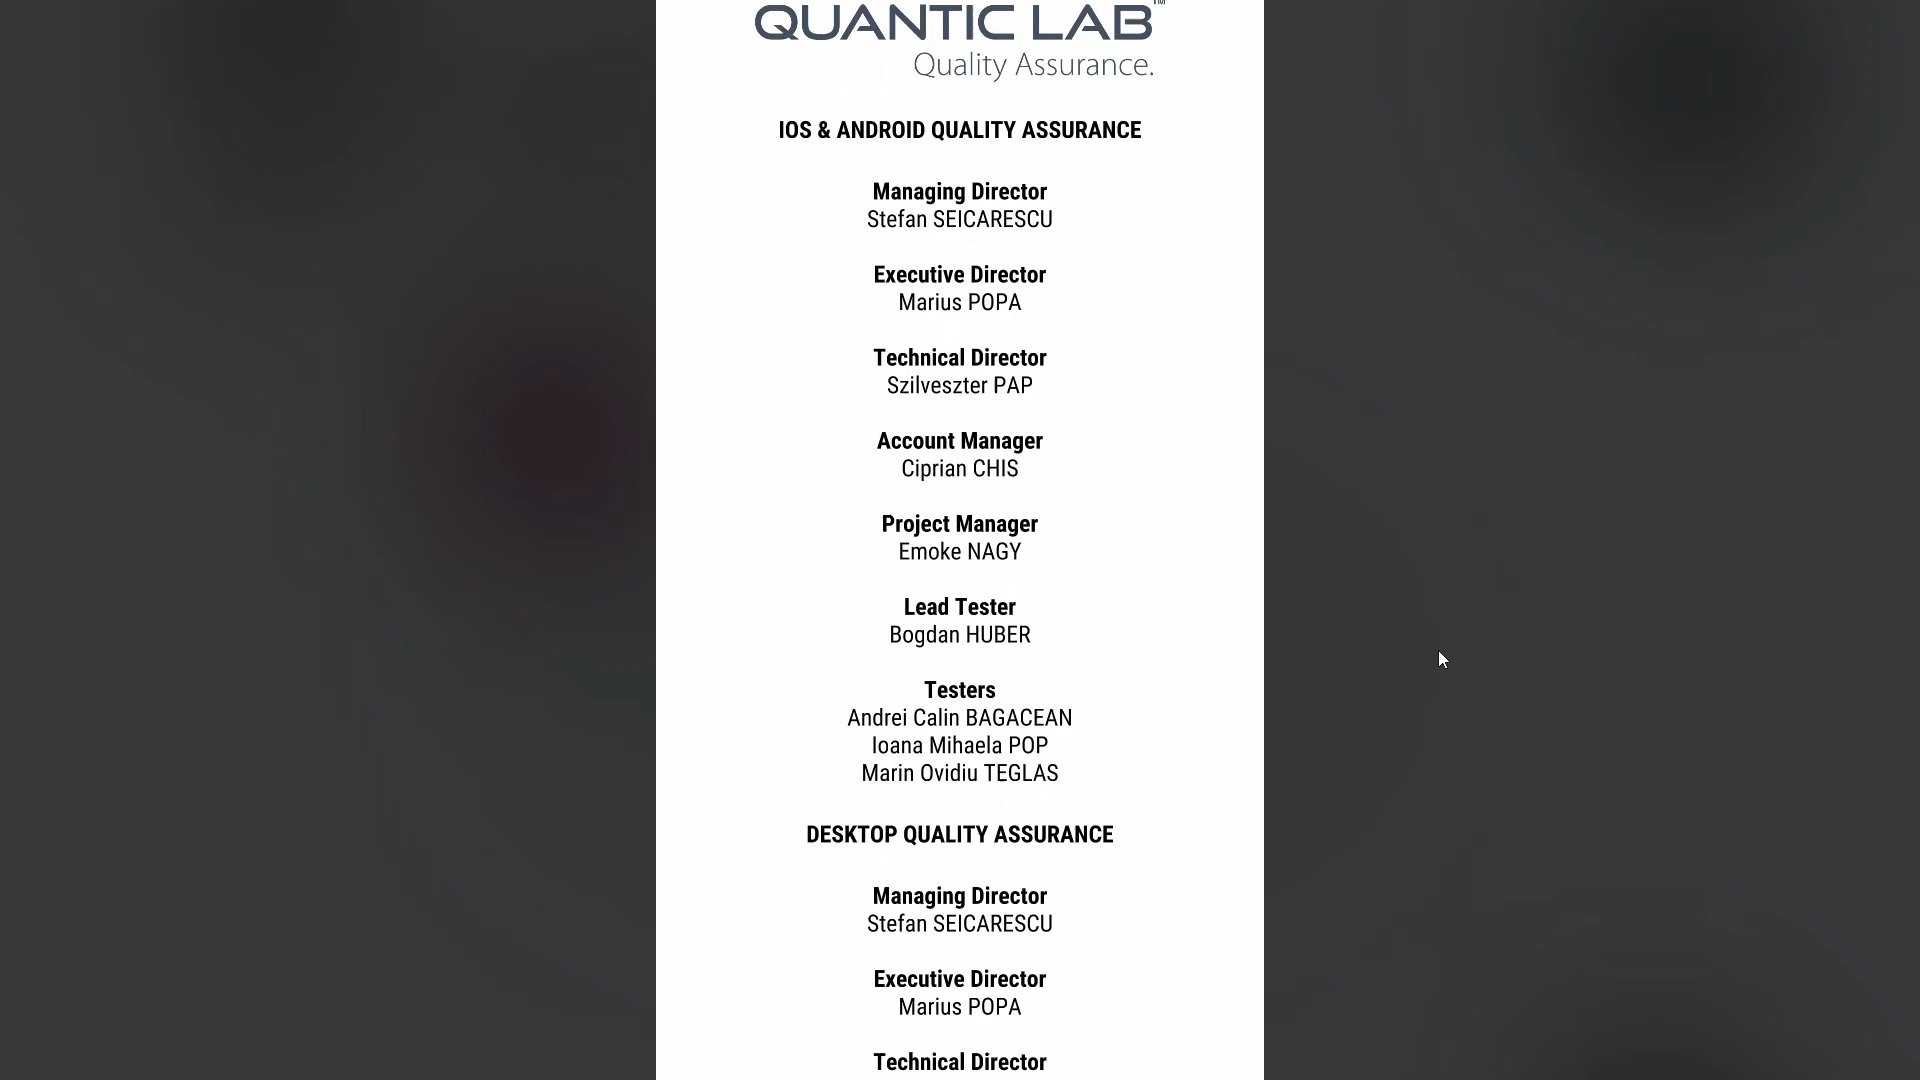 QUANTIC LAB™
Quality Assurance.
IOS & ANDROID QUALITY ASSURANCE
Managing Director
Stefan SEICARESCU
Executive Director
Marius POPA
Technical Director
Szilveszter PAP
Account Manager
Ciprian CHIS
Project Manager
Emoke NAGY
Lead Tester
Bogdan HUBER
Testers
Andrei Calin BAGACEAN
Ioana Mihaela POP
Marin Ovidiu TEGLAS
DESKTOP QUALITY ASSURANCE
Managing Director
Stefan SEICARESCU
Executive Director
Marius POPA
Technical Director